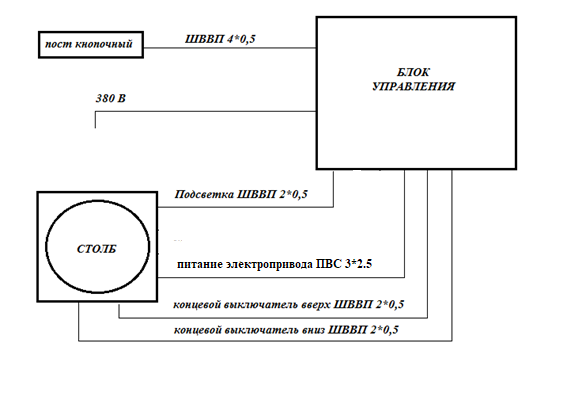 пост кнопочный
ШВВП 4*0,5
БЛОК
УПРАВЛЕНИЯ
380 В
Подсветка ШВВП 2*0,5
СТОЛБ
питание электропривода ПВС 3*2.5
концевой выключатель вверх ШВВП 2*0,5
концевой выключатель вниз ШВВП 2*0,5